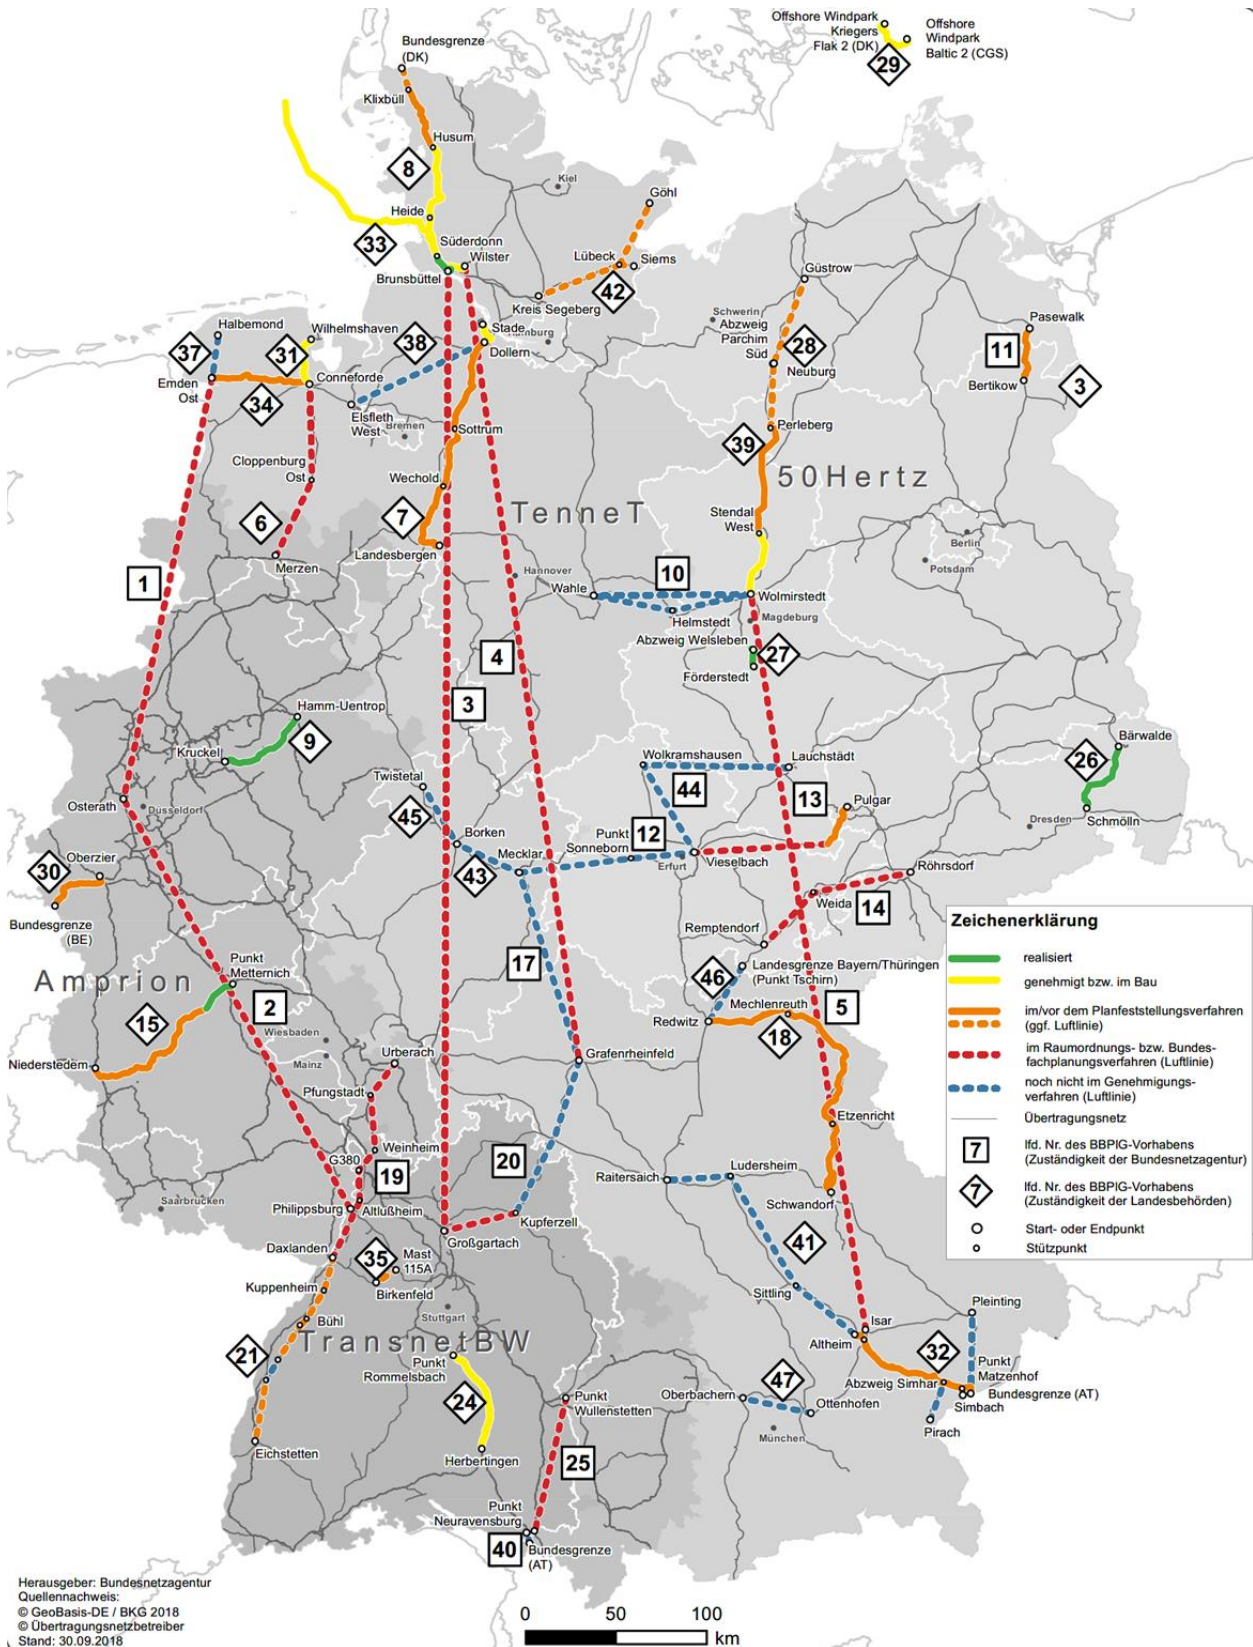 Offshore Windpark
Kriegers
Flak 2 (DK)
Offshore
Windpark
Baltic 2 (CGS)
29
Bundesgrenze
(DK)
Klixbüll
Husum
8
Kiel
Göhl
Heide
33
Süderdonn
Wilster
Brunsbüttel
Lübeck
Siems
42
Kreis Segeberg
Güstrow
Schwerin
Abzweig
Parchim
Süd
28
Neuburg
Pasewalk
11
Bertikow
3
Halbemond
37
Wilhelmshaven
31
38
Stade
Hamburg
Dollern
Emden
Ost
Conneforde
34
Elsfleth
West
Bremen
Sottrum
Perleberg
39
Cloppenburg
Ost
Wechold
50Hertz
6
7
TenneT
Stendal
West
Landesbergen
Merzen
Berlin
Potsdam
1
Hannover
Wahle
10
Wolmirstedt
Helmstedt
Magdeburg
Abzweig Welsleben
27
Förderstedt
4
3
Hamm-Uentrop
9
Kruckel
Bärwalde
26
Schmölln
Dresden
Twistetal
Wolkramshausen
Lauchstädt
44
13
Pulgar
Osterath
Düsseldorf
45
Borken
Mecklar
Punkt
Sonneborn
12
Erfurt
Vieselbach
30
Oberzier
43
Röhrsdorf
Weida
14
Bundesgrenze
(BE)
Remptendorf
Amprion
Punkt
Metternich
17
46
Landesgrenze Bayern/Thüringen
(Punkt Tschim)
15
2
Wiesbaden
Mainz
Mechlenreuth
Redwitz
18
5
Niederstedem
Urberach
Grafenrheinfeld
Pfungstadt
Etzenricht
Weinheim
G380
19
20
Raitersaich
Ludersheim
Schwandorf
Saarbrücken
Philippsburg
Altlußheim
Kupferzell
Großgartach
41
Daxlanden
35
Mast
115A
Birkenfeld
Kuppenheim
Sittling
Pleinting
Stuttgart
Bühl
TransnetBW
21
Isar
Altheim
32
Punkt
Matzenhof
Punkt
Rommelsbach
Abzweig Simhar
Bundesgrenze (AT)
Simbach
24
Oberbachern
47
Ottenhofen
Pirach
Punkt
Wullenstetten
München
Eichstetten
Herbertingen
25
Punkt
Neuravensburg
40
Bundesgrenze
(AT)
Zeichenerklärung
realisiert
genehmigt bzw. im Bau
im/vor dem Planfeststellungsverfahren
(ggf. Luftlinie)
im Raumordnungs- bzw. Bundes-
fachplanungsverfahren (Luftlinie)
noch nicht im Genehmigungs-
verfahren (Luftlinie)
Übertragungsnetz
7
lfd. Nr. des BBPlG-Vorhabens
(Zuständigkeit der Bundesnetzagentur)
7
lfd. Nr. des BBPlG-Vorhabens
(Zuständigkeit der Landesbehörden)
Start- oder Endpunkt
Stützpunkt
Herausgeber: Bundesnetzagentur
Quellennachweis:
© GeoBasis-DE / BKG 2018
© Übertragungsnetzbetreiber
Stand: 30.09.2018
0 50 100
km